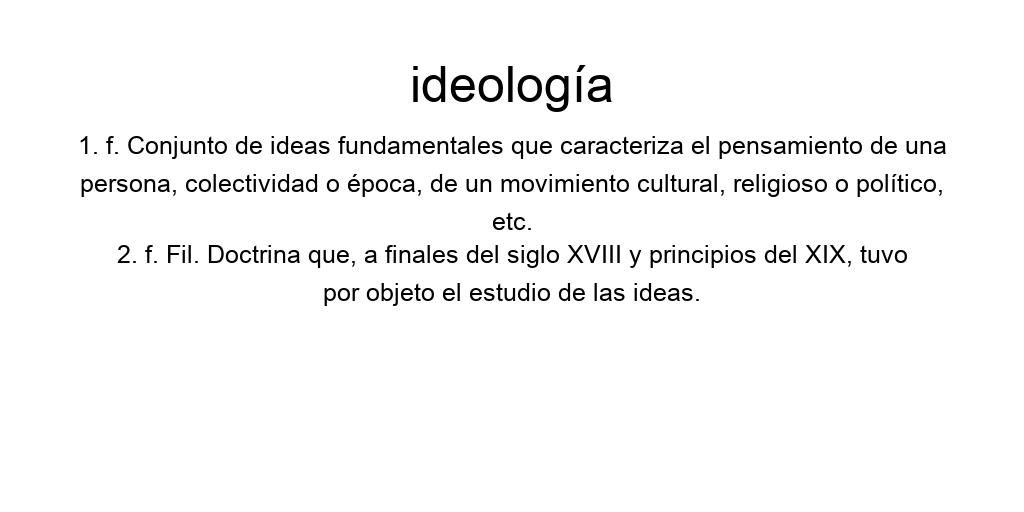 ideología
1. f. Conjunto de ideas fundamentales que caracteriza el pensamiento de una
persona, colectividad o época, de un movimiento cultural, religioso o político,
etc.
2. f. Fil. Doctrina que, a finales del siglo XVIII y principios del XIX, tuvo
por objeto el estudio de las ideas.